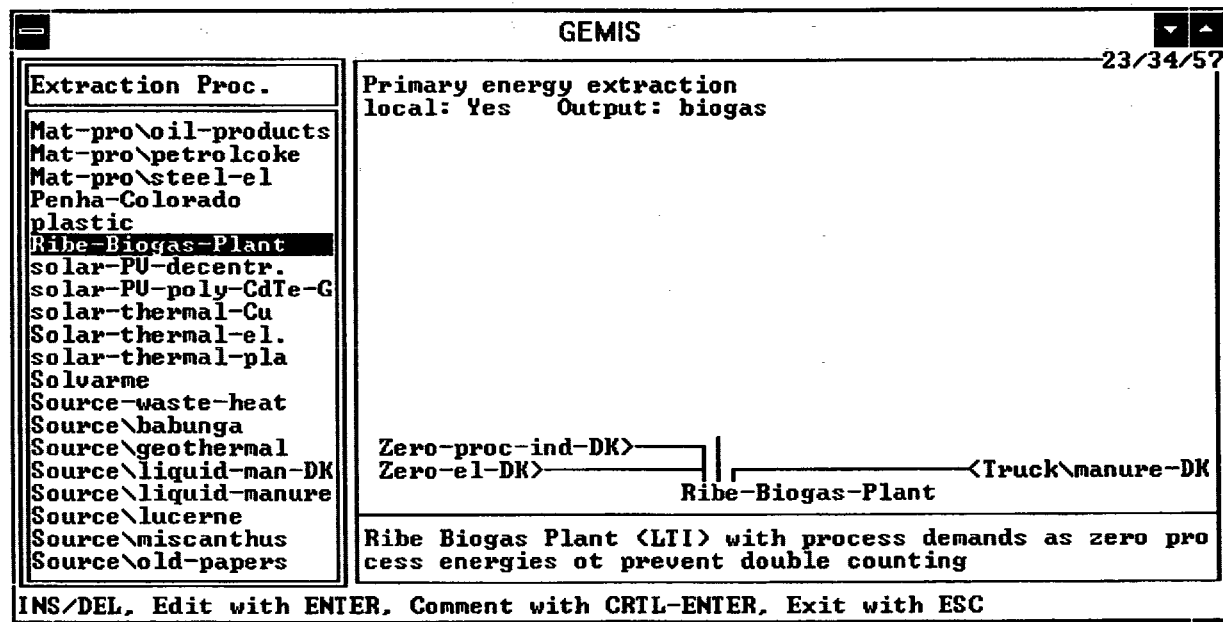 GEMIS
23/34/57
Extraction Proc.
Mat-pro\oil-products
Mat-pro\petrolcoke
Mat-pro\steel-el
Penha-Colorado
plastic
Ribe-Biogas-Plant
solar-PV-decentr.
solar-PV-poly-CdTe-G
solar-thermal-Cu
Solar-thermal-el.
solar-thermal-pla
Solvarme
Source-waste-heat
Source\babunga
Source\geothermal
Source\liquid-man-DK
Source\liquid-manure
Source\lucerne
Source\miscanthus
Source\old-papers
Primary energy extraction
local: Yes Output: biogas
Zero-proc-ind-DK>
Zero-el-DK>
<Truck\manure-DK
Ribe-Biogas-Plant
Ribe Biogas Plant <LTI> with process demands as zero pro
cess energies ot prevent double counting
INS/DEL, Edit with ENTER, Comment with CRTL-ENTER, Exit with ESC